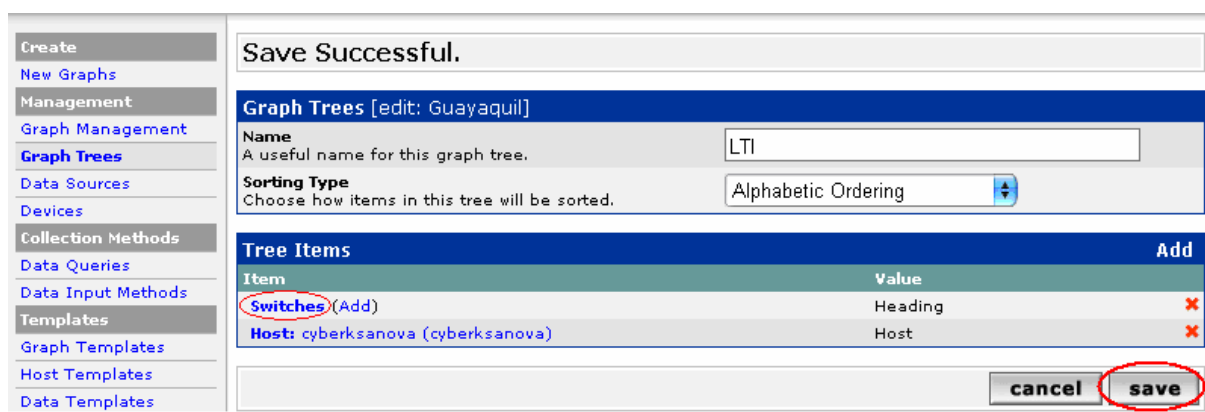 Create
New Graphs
Management
Graph Management
Graph Trees
Data Sources
Devices
Collection Methods
Data Queries
Data Input Methods
Templates
Graph Templates
Host Templates
Data Templates
Save Successful.
Graph Trees [edit: Guayaquil]
Name
A useful name for this graph tree.
LTI
Sorting Type
Choose how items in this tree will be sorted.
Alphabetic Ordering
Tree Items Add
Item Value
Switches (Add) Heading
Host: cyberksanova (cyberksanova) Host
cancel save